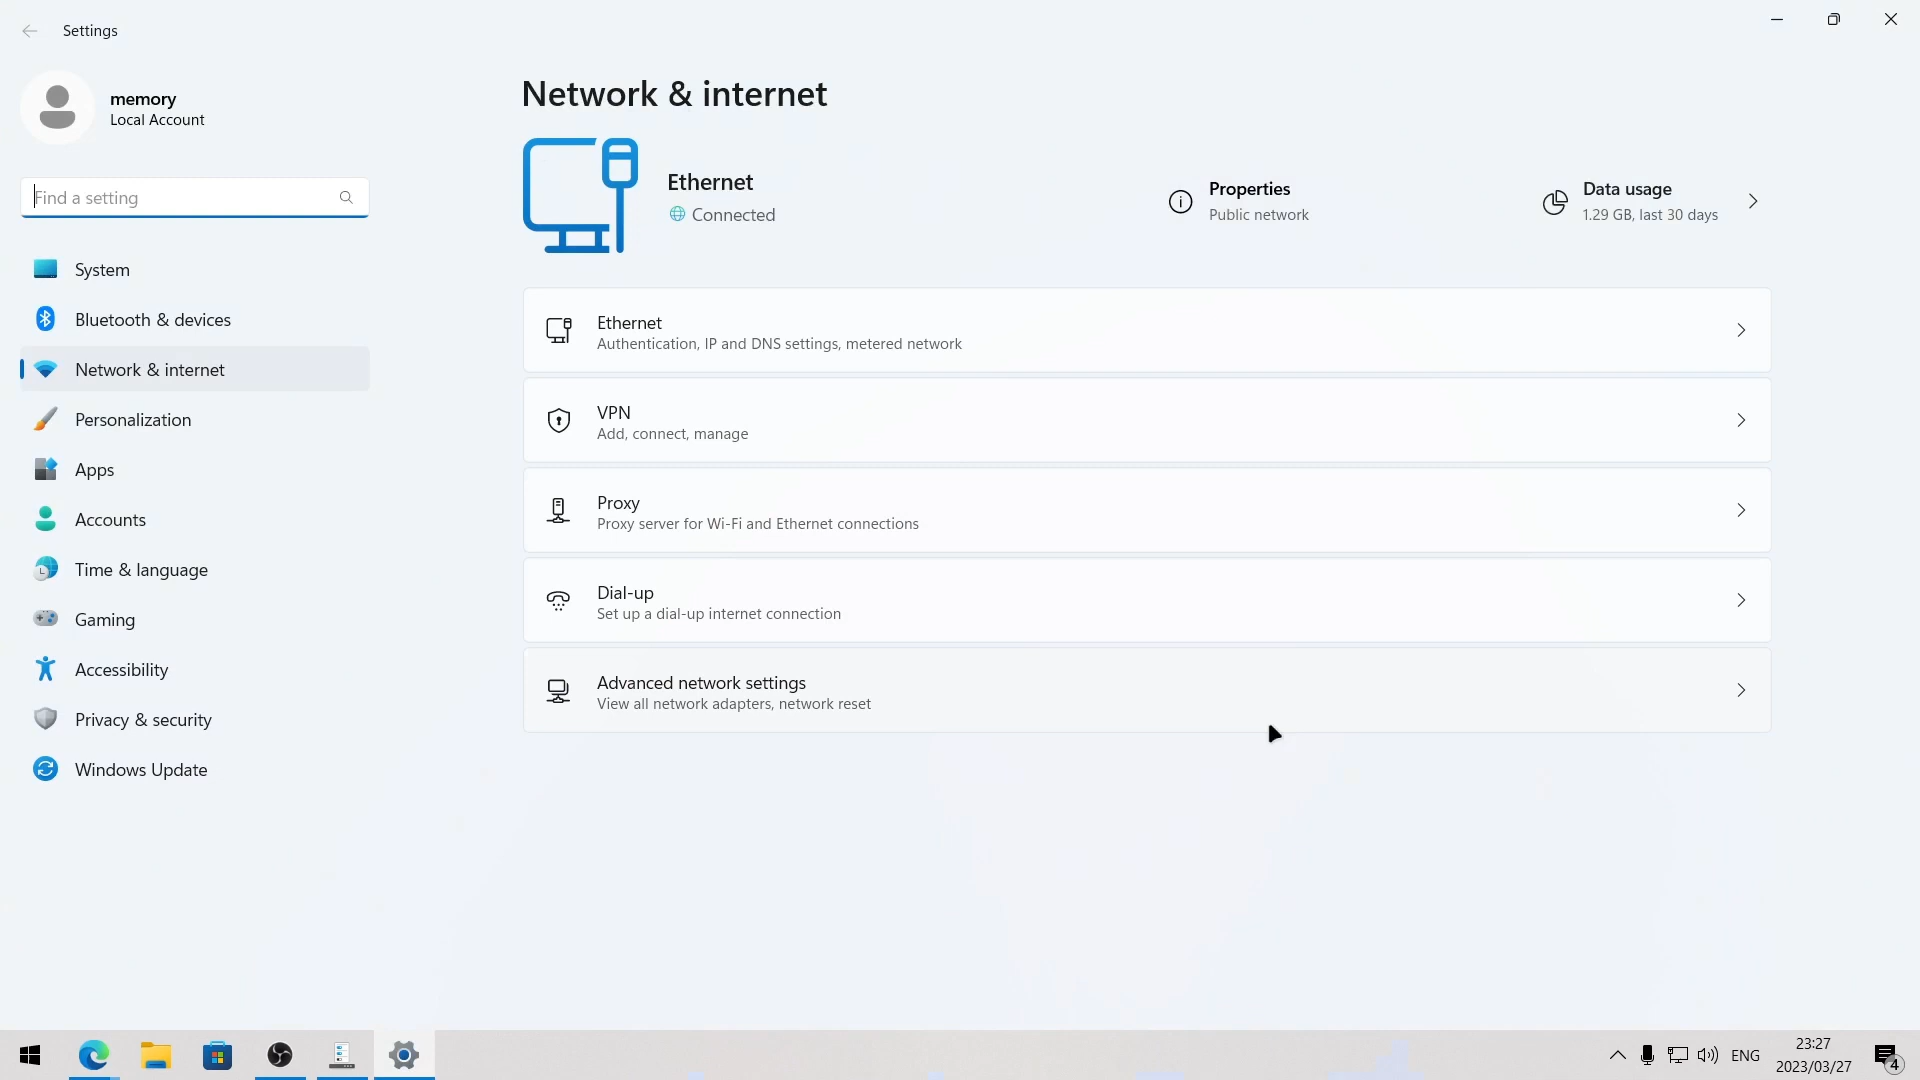 Settings
memory
Local Account
Find a setting
System
Bluetooth & devices
Network & internet
Personalization
Apps
Accounts
Time & language
Gaming
Accessibility
Privacy & security
Windows Update
Network & internet
Ethernet
Connected
Properties
Public network
Data usage
1.29 GB, last 30 days
Ethernet
Authentication, IP and DNS settings, metered network
VPN
Add, connect, manage
Proxy
Proxy server for Wi-Fi and Ethernet connections
Dial-up
Set up a dial-up internet connection
Advanced network settings
View all network adapters, network reset
ENG
23:27
2023/03/27
4